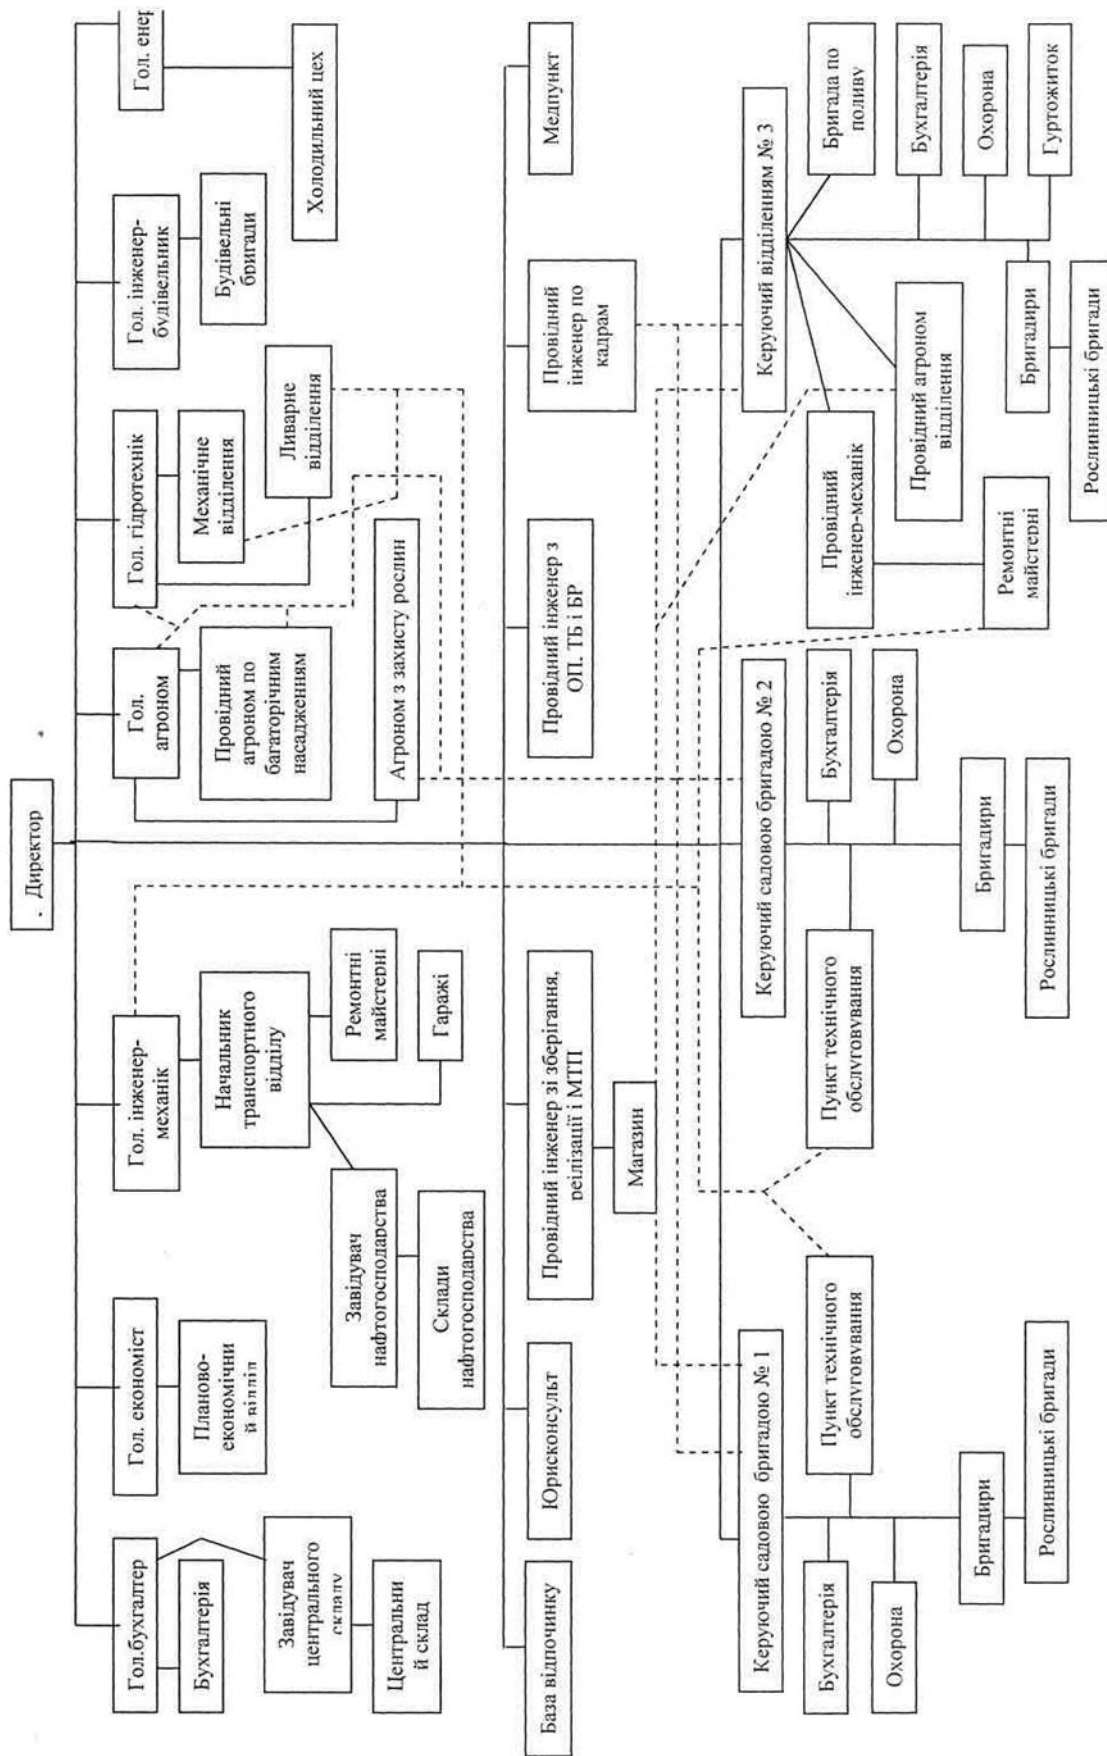 . Директор
Гол.бухгалтер
Гол. економіст
Гол. інженер-
механік
Гол.
агроном
Гол. гідротехнік
Гол. інженер-
будівельник
Гол. енер
Бухгалтерія
Планово-
економічни
й відділ
Начальник
транспортного
відділу
Провідний
агроном по
багаторічним
насадженням
Механічне
відділення
Будівельні
бригади
Завідувач
центрального
складу
Ливарне
відділення
Холодильний цех
Завідувач
нафтогосподарства
Ремонтні
майстерні
Центральни
й склад
Склади
нафтогосподарства
Гаражі
Агроном з захисту рослин
База відпочинку
Юрисконсульт
Провідний інженер зі зберігання,
реілізації і МТП
Провідний інженер з
ОП. ТБ і БР
Провідний
інженер по
кадрам
Медпункт
Магазин
Керуючий садовою бригадою № 1
Керуючий садовою бригадою № 2
Керуючий відділенням № 3
Бухгалтерія
Пункт технічного
обслуговування
Охорона
Бригадири
Рослинницькі бригади
Пункт технічного
обслуговування
Бухгалтерія
Охорона
Бригадири
Рослинницькі бригади
Провідний
інженер-механік
Бригада по
поливу
Провідний агроном
відділення
Бухгалтерія
Ремонтні
майстерні
Охорона
Бригадири
Гуртожиток
Рослинницькі бригади